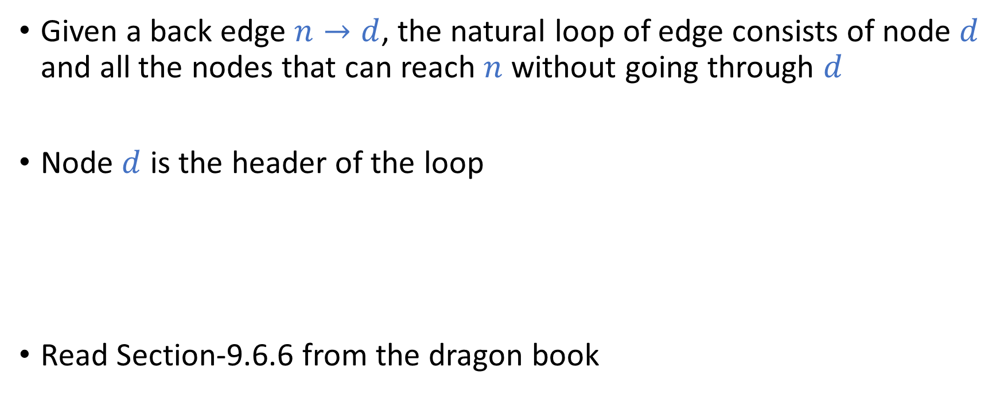 • Given a back edge n → d, the natural loop of edge consists of node d
and all the nodes that can reach n without going through d
• Node d is the header of the loop
• Read Section-9.6.6 from the dragon book